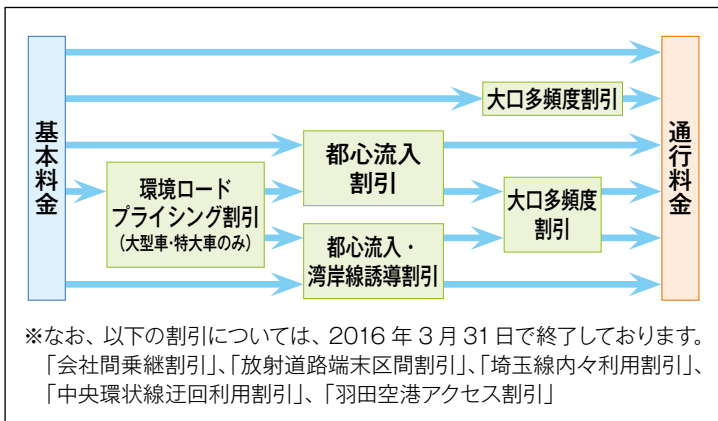 基本料金
大口多頻度割引
都心流入
割引
環境ロード
プライシング割引
(大型車・特大車のみ)
大口多頻度
割引
都心流入・
湾岸線誘導割引
通行料金
※なお、以下の割引については、2016年3月31日で終了しております。
「会社間乗継割引」、「放射道路端末区間割引」、「埼玉線内々利用割引」、
「中央環状線迂回利用割引」、「羽田空港アクセス割引」